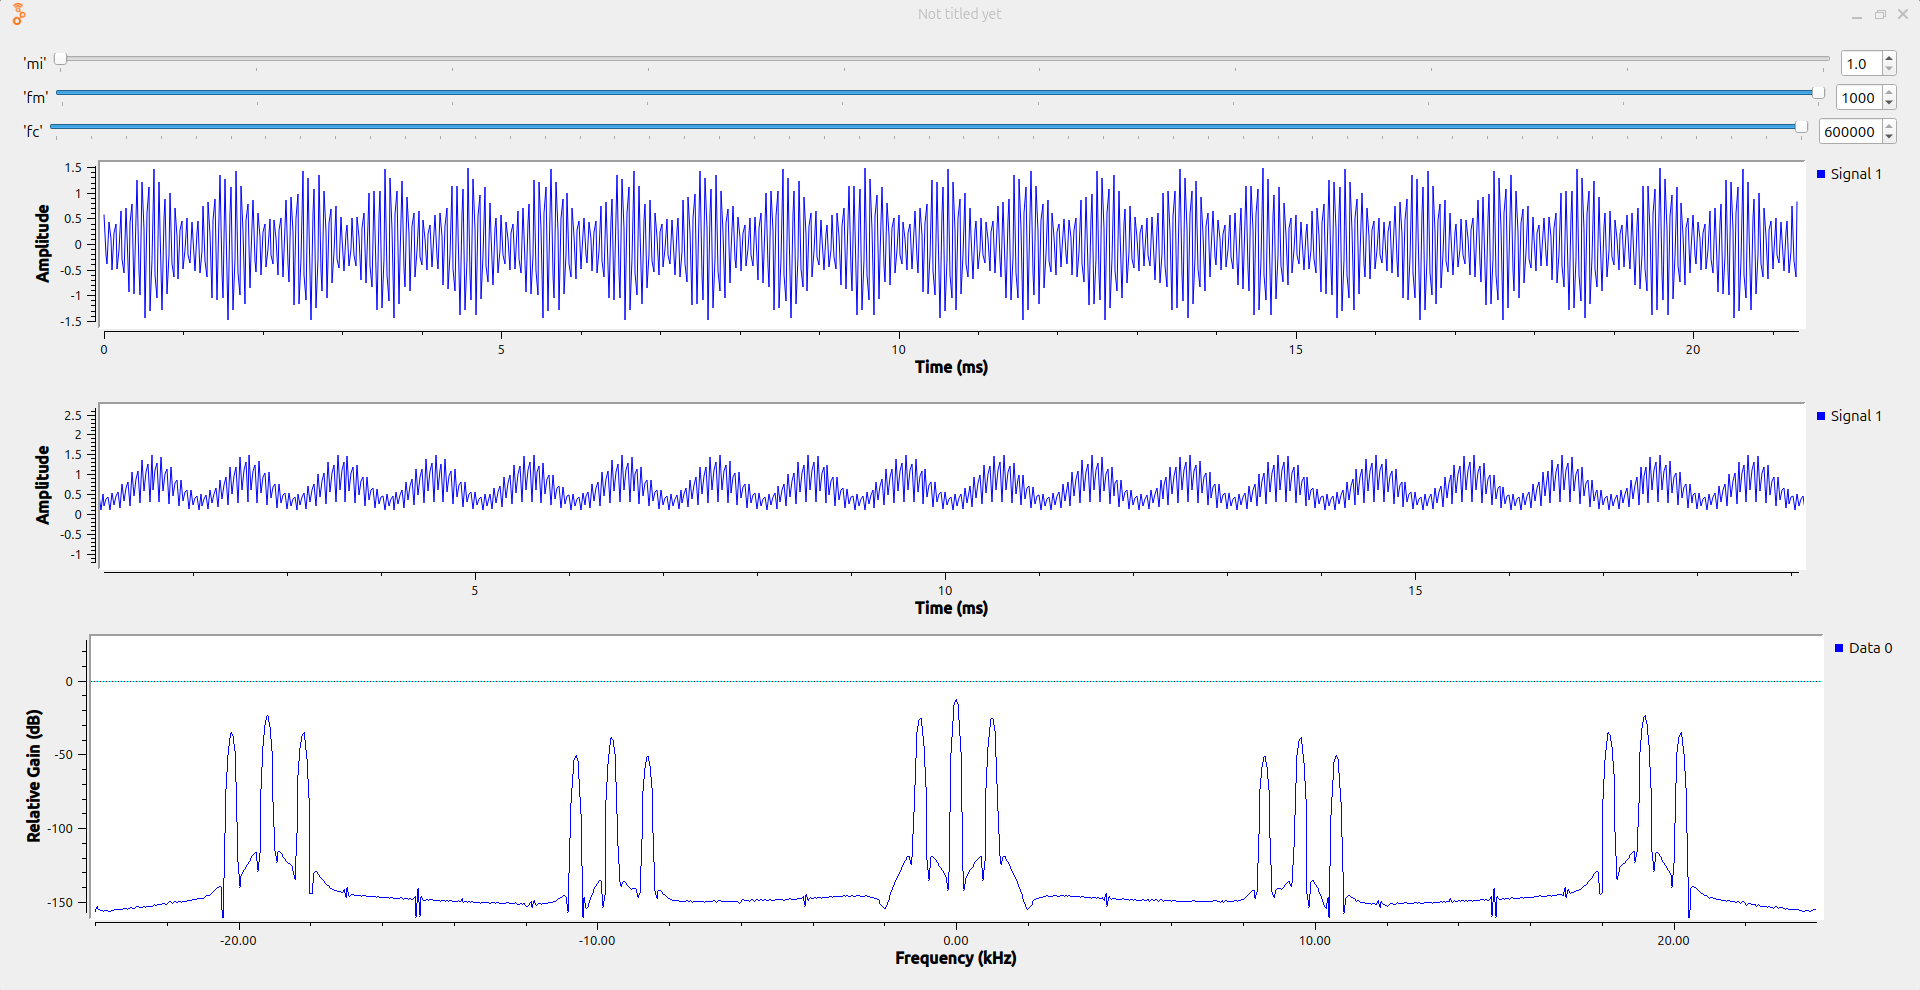 Not titled yet
'mi' 1.0
'fm' 1000
'fc' 600000
Amplitude
1.5
1
0.5
0
-0.5
-1
-1.5
Signal 1
0 5 10 15 20
Time (ms)
Amplitude
2.5
2
1.5
1
0.5
0
-0.5
-1
Signal 1
5 10 15
Time (ms)
Relative Gain (dB)
0
-50
-100
-150
Data 0
-20.00 -10.00 0.00 10.00 20.00
Frequency (kHz)